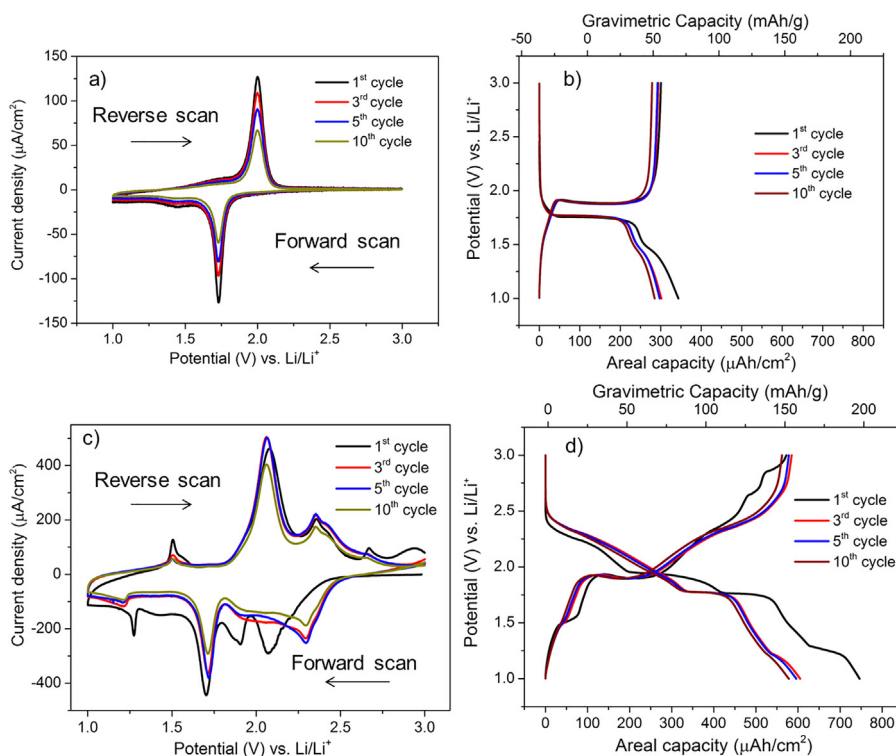 a)
1st cycle
3rd cycle
5th cycle
10th cycle
Reverse scan
Forward scan
150
100
50
0
-50
-100
-150
1.0 1.5 2.0 2.5 3.0
Current density (µA/cm2)
Potential (V) vs. Li/Li+
Gravimetric Capacity (mAh/g)
-50 0 50 100 150 200
b)
1st cycle
3rd cycle
5th cycle
10th cycle
3.0
2.5
2.0
1.5
1.0
0 100 200 300 400 500 600 700 800
Potential (V) vs. Li/Li+
Areal capacity (µAh/cm2)
c)
1st cycle
3rd cycle
5th cycle
10th cycle
Reverse scan
Forward scan
400
200
0
-200
-400
1.0 1.5 2.0 2.5 3.0
Current density (µA/cm2)
Potential (V) vs. Li/Li+
Gravimetric Capacity (mAh/g)
0 50 100 150 200
d)
1st cycle
3rd cycle
5th cycle
10th cycle
3.0
2.5
2.0
1.5
1.0
0 100 200 300 400 500 600 700 800
Potential (V) vs. Li/Li+
Areal capacity (µAh/cm2)